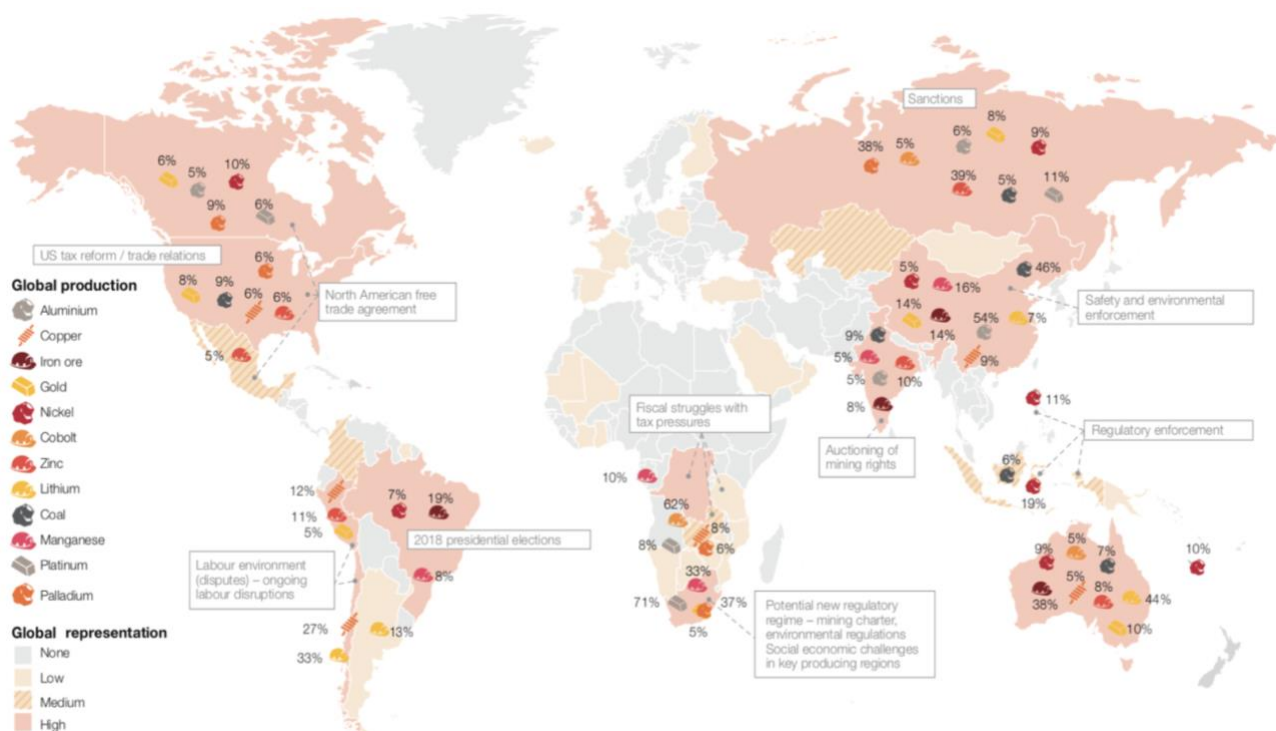 Sanctions
8%
6%
9%
38%
5%
39%
5%
11%
6%
5%
10%
9%
6%
US tax reform / trade relations
6%
8%
9%
6%
6%
North American free
trade agreement
5%
Global production
Aluminium
Copper
Iron ore
Gold
Nickel
Cobolt
Zinc
Lithium
Coal
Manganese
Platinum
Palladium
Global representation
None
Low
Medium
High
5%
46%
16%
14%
14%
54%
7%
9%
Safety and environmental
enforcement
9%
5%
10%
5%
8%
Auctioning of
mining rights
11%
Regulatory enforcement
6%
19%
Fiscal struggles with
tax pressures
10%
62%
8%
8%
6%
33%
71%
37%
5%
Potential new regulatory
regime – mining charter,
environmental regulations
Social economic challenges
in key producing regions
12%
11%
5%
7%
19%
2018 presidential elections
8%
Labour environment
(disputes) – ongoing
labour disruptions
27%
13%
33%
9%
5%
7%
10%
38%
5%
8%
44%
10%